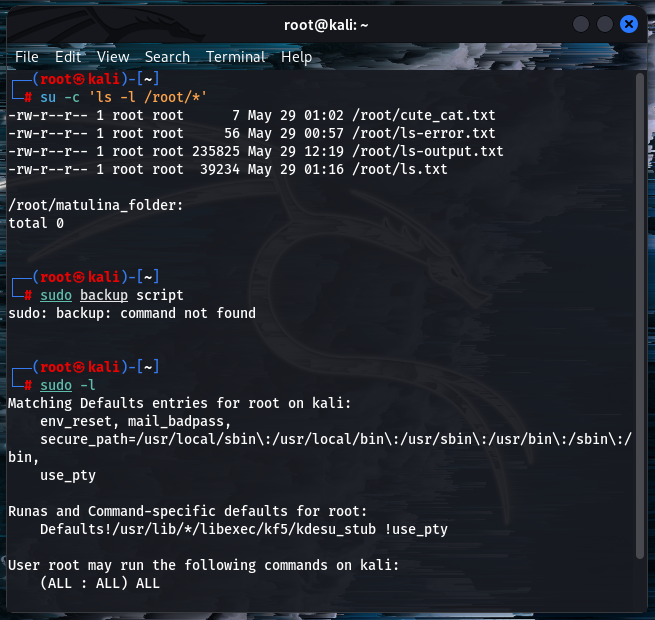 root@kali: ~
File Edit View Search Terminal Help
┌──(root㉿kali)-[~]
└─# su -c 'ls -l /root/*'
-rw-r--r-- 1 root root      7 May 29 01:02 /root/cute_cat.txt
-rw-r--r-- 1 root root     56 May 29 00:57 /root/ls-error.txt
-rw-r--r-- 1 root root 235825 May 29 12:19 /root/ls-output.txt
-rw-r--r-- 1 root root  39234 May 29 01:16 /root/ls.txt
/root/matulina_folder:
total 0
┌──(root㉿kali)-[~]
└─# sudo backup script
sudo: backup: command not found
┌──(root㉿kali)-[~]
└─# sudo -l
Matching Defaults entries for root on kali:
    env_reset, mail_badpass,
    secure_path=/usr/local/sbin\:/usr/local/bin\:/usr/sbin\:/usr/bin\:/sbin\:/
bin,
    use_pty
Runas and Command-specific defaults for root:
    Defaults!/usr/lib/*/libexec/kf5/kdesu_stub !use_pty
User root may run the following commands on kali:
    (ALL : ALL) ALL